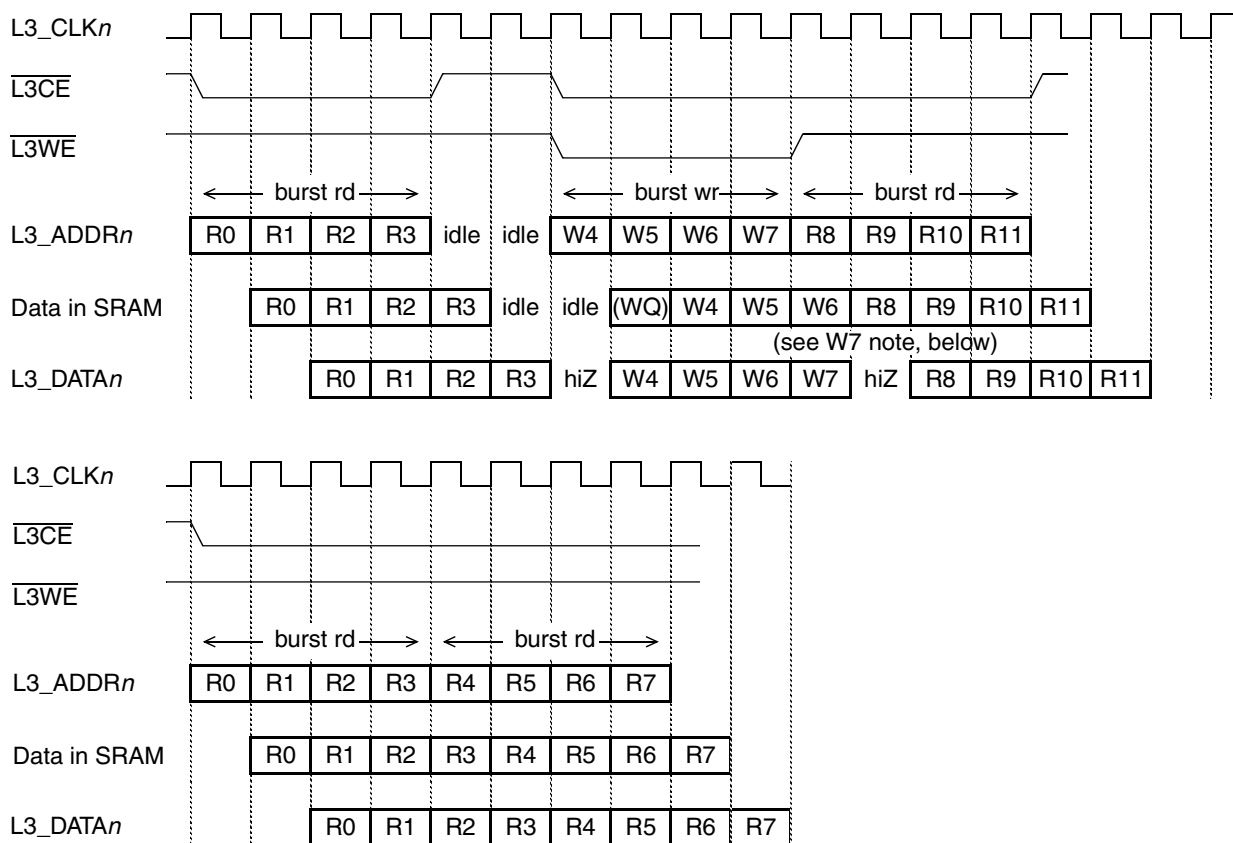 L3_CLKn
L3CE
L3WE
burst rd burst wr burst rd
L3_ADDRn R0 R1 R2 R3 idle idle W4 W5 W6 W7 R8 R9 R10 R11
Data in SRAM R0 R1 R2 R3 idle idle (WQ) W4 W5 W6 R8 R9 R10 R11
(see W7 note, below)
L3_DATAn R0 R1 R2 R3 hiZ W4 W5 W6 W7 hiZ R8 R9 R10 R11
L3_CLKn
L3CE
L3WE
burst rd burst rd
L3_ADDRn R0 R1 R2 R3 R4 R5 R6 R7
Data in SRAM R0 R1 R2 R3 R4 R5 R6 R7
L3_DATAn R0 R1 R2 R3 R4 R5 R6 R7